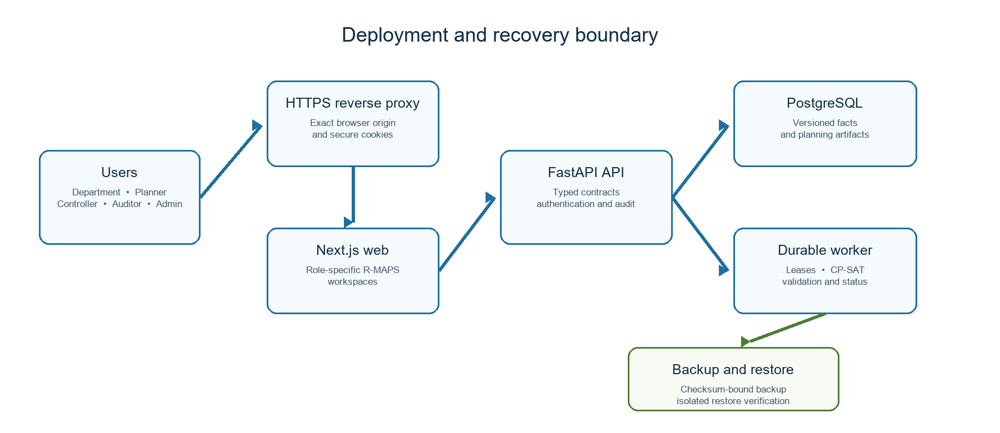 Deployment and recovery boundary
Users
Department • Planner
Controller • Auditor • Admin
HTTPS reverse proxy
Exact browser origin
and secure cookies
Next.js web
Role-specific R-MAPS
workspaces
FastAPI API
Typed contracts
authentication and audit
PostgreSQL
Versioned facts
and planning artifacts
Durable worker
Leases • CP-SAT
validation and status
Backup and restore
Checksum-bound backup
isolated restore verification